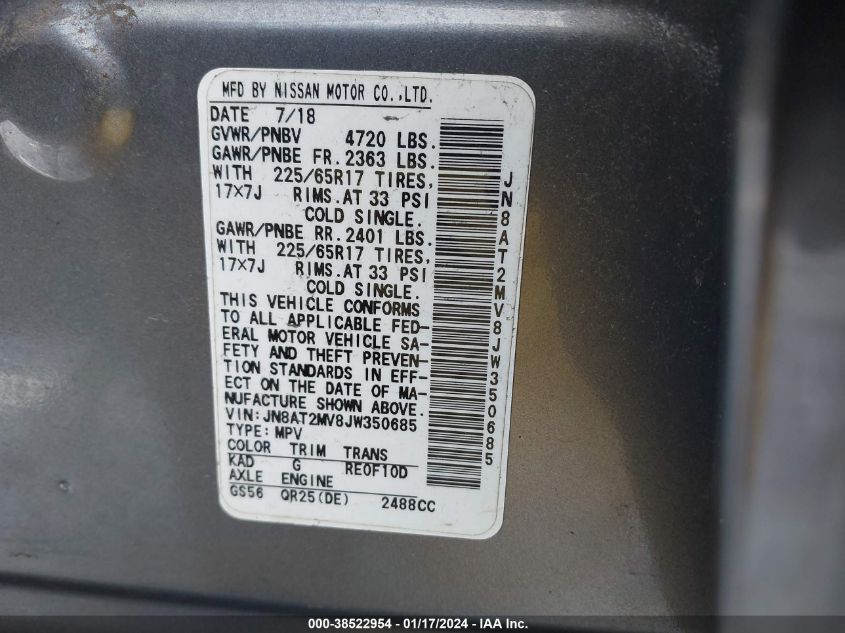 MFD BY NISSAN MOTOR CO.,LTD.
DATE 7/18
GVWR/PNBV 4720 LBS.
GAWR/PNBE FR.2363 LBS.
WITH 225/65R17 TIRES,
17×7J RIMS.AT 33 PSI
COLD SINGLE.
GAWR/PNBE RR.2401 LBS.
WITH 225/65R17 TIRES,
17×7J RIMS.AT 33 PSI
COLD SINGLE.
THIS VEHICLE CONFORMS
TO ALL APPLICABLE FED-
ERAL MOTOR VEHICLE SA-
FETY AND THEFT PREVEN-
TION STANDARDS IN EFF-
ECT ON THE DATE OF MA-
NUFACTURE SHOWN ABOVE.
VIN:JN8AT2MV8JW350685
TYPE:MPV
COLOR TRIM TRANS
KAD G RE0F10D
AXLE ENGINE
GS56 QR25(DE) 2488CC
JN8AT2MV8JW350685
000-38522954 - 01/17/2024 - IAA Inc.